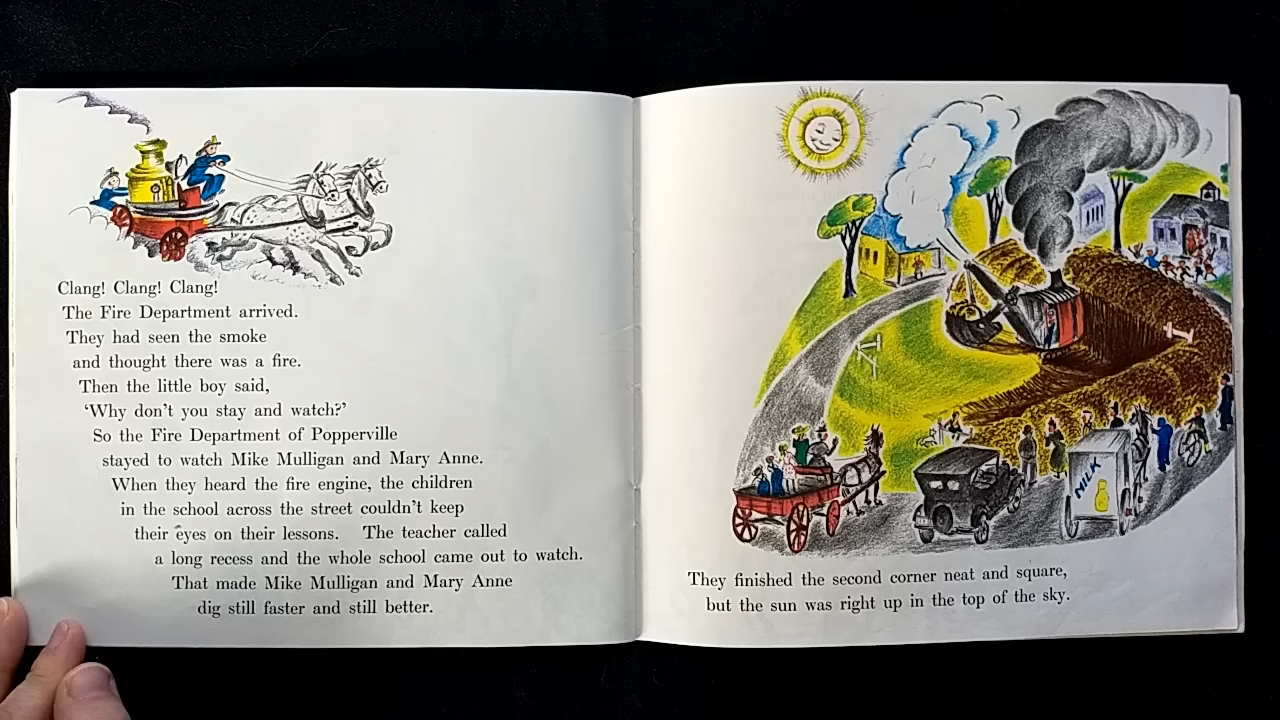 Clang! Clang! Clang!
The Fire Department arrived.
They had seen the smoke
and thought there was a fire.
Then the little boy said,
‘Why don’t you stay and watch?’
So the Fire Department of Popperville
stayed to watch Mike Mulligan and Mary Anne.
When they heard the fire engine, the children
in the school across the street couldn’t keep
their eyes on their lessons. The teacher called
a long recess and the whole school came out to watch.
That made Mike Mulligan and Mary Anne
dig still faster and still better.
MILK
They finished the second corner neat and square,
but the sun was right up in the top of the sky.